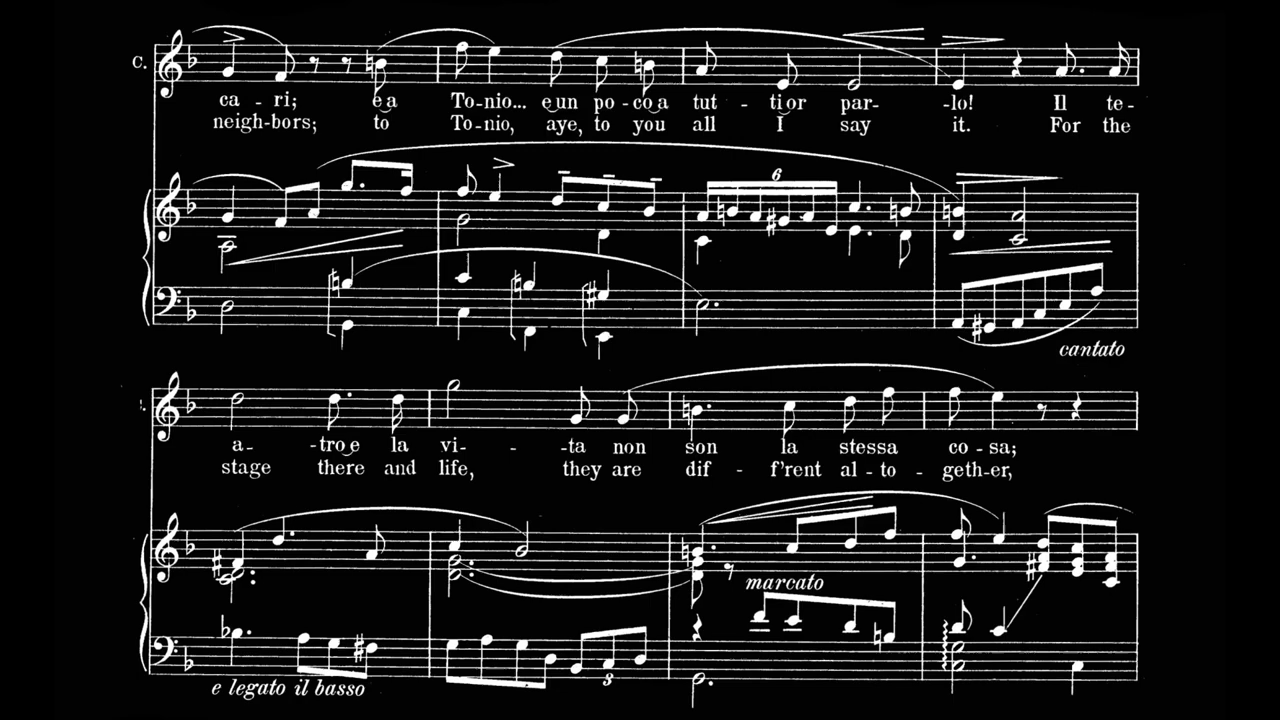 C.
ca - ri; e a To-nio... e un po-co a tut - ti or par- -lo! Il te-
neigh-bors; to To-nio, aye, to you all I say it. For the
6
cantato
a- -tro e la vi- - -ta non son la stessa co-sa;
stage there and life, they are dif - f'rent al-to - geth-er,
marcato
3
e legato il basso